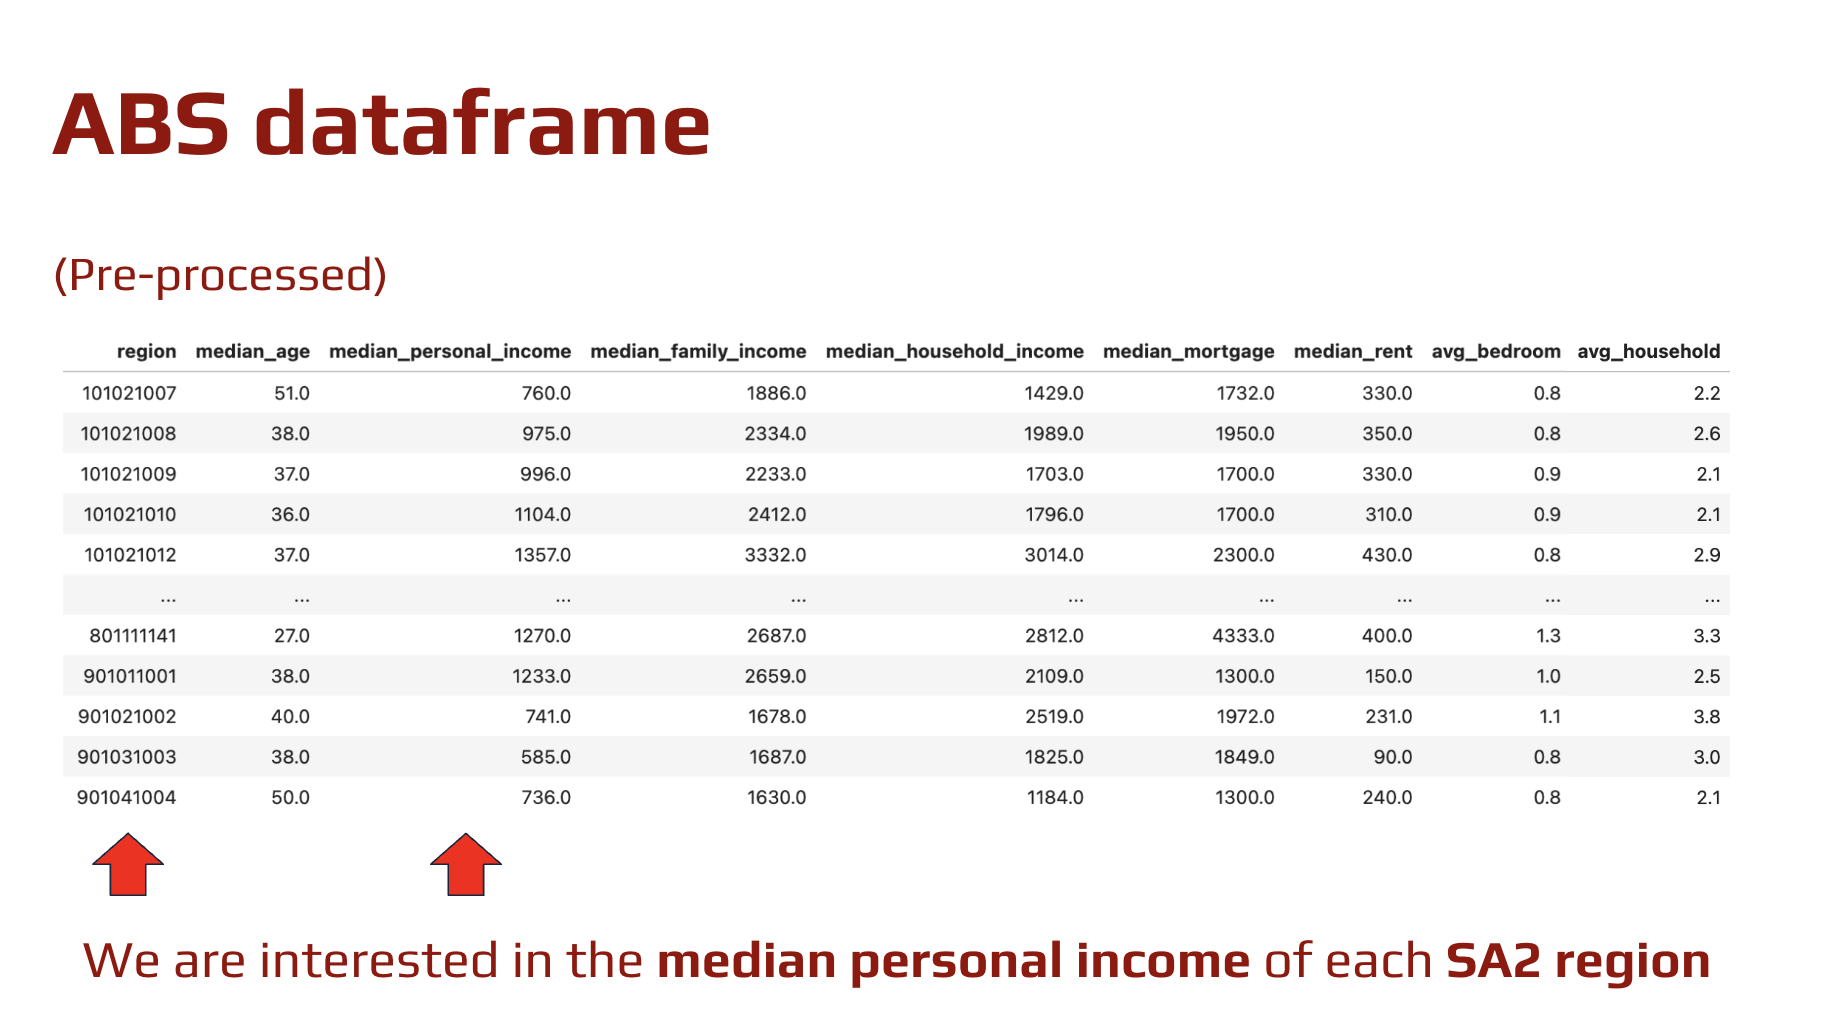 ABS dataframe
(Pre-processed)
region median_age median_personal_income median_family_income median_household_income median_mortgage median_rent avg_bedroom avg_household
101021007 51.0 760.0 1886.0 1429.0 1732.0 330.0 0.8 2.2
101021008 38.0 975.0 2334.0 1989.0 1950.0 350.0 0.8 2.6
101021009 37.0 996.0 2233.0 1703.0 1700.0 330.0 0.9 2.1
101021010 36.0 1104.0 2412.0 1796.0 1700.0 310.0 0.9 2.1
101021012 37.0 1357.0 3332.0 3014.0 2300.0 430.0 0.8 2.9
... ... ... ... ... ... ... ... ...
801111141 27.0 1270.0 2687.0 2812.0 4333.0 400.0 1.3 3.3
901011001 38.0 1233.0 2659.0 2109.0 1300.0 150.0 1.0 2.5
901021002 40.0 741.0 1678.0 2519.0 1972.0 231.0 1.1 3.8
901031003 38.0 585.0 1687.0 1825.0 1849.0 90.0 0.8 3.0
901041004 50.0 736.0 1630.0 1184.0 1300.0 240.0 0.8 2.1
We are interested in the median personal income of each SA2 region